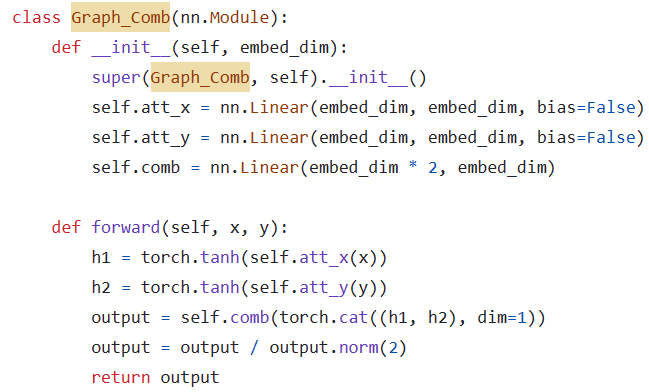 class Graph_Comb(nn.Module):
    def __init__(self, embed_dim):
        super(Graph_Comb, self).__init__()
        self.att_x = nn.Linear(embed_dim, embed_dim, bias=False)
        self.att_y = nn.Linear(embed_dim, embed_dim, bias=False)
        self.comb = nn.Linear(embed_dim * 2, embed_dim)

    def forward(self, x, y):
        h1 = torch.tanh(self.att_x(x))
        h2 = torch.tanh(self.att_y(y))
        output = self.comb(torch.cat((h1, h2), dim=1))
        output = output / output.norm(2)
        return output